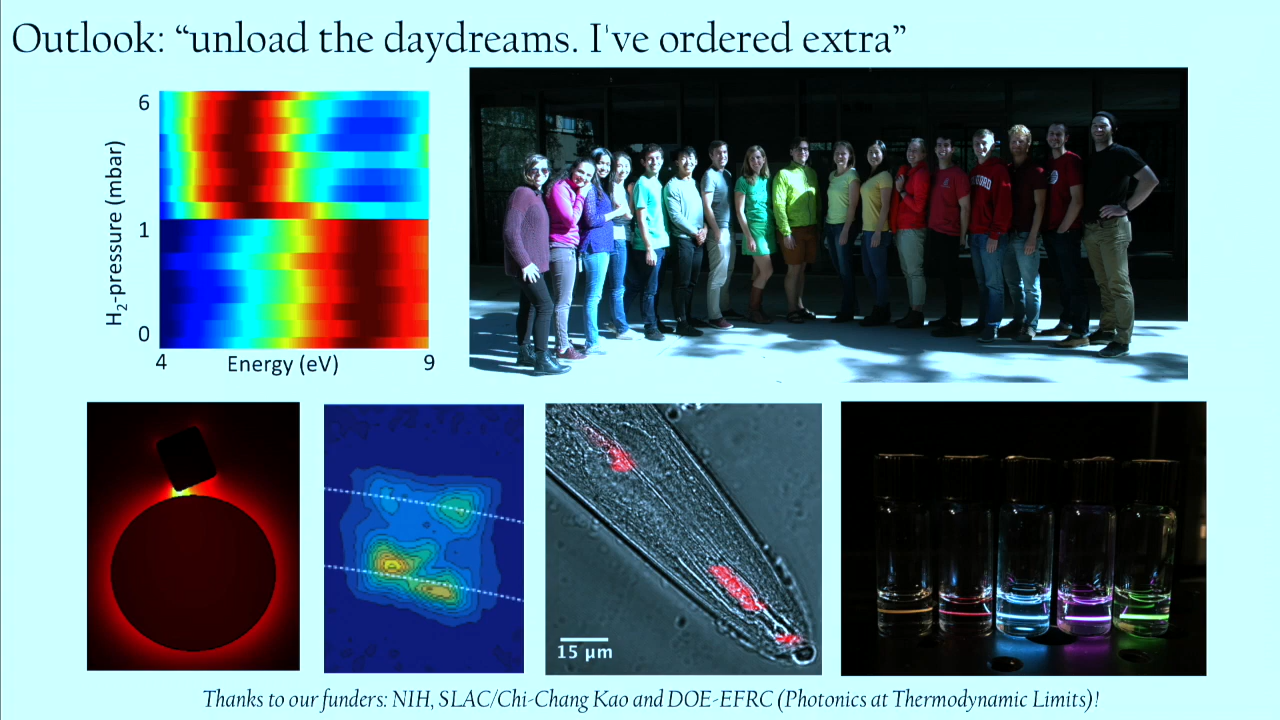 Outlook: “unload the daydreams. I've ordered extra”
6
1
0
H2-pressure (mbar)
4
Energy (eV)
9
15 µm
Thanks to our funders: NIH, SLAC/Chi-Chang Kao and DOE-EFRC (Photonics at Thermodynamic Limits)!